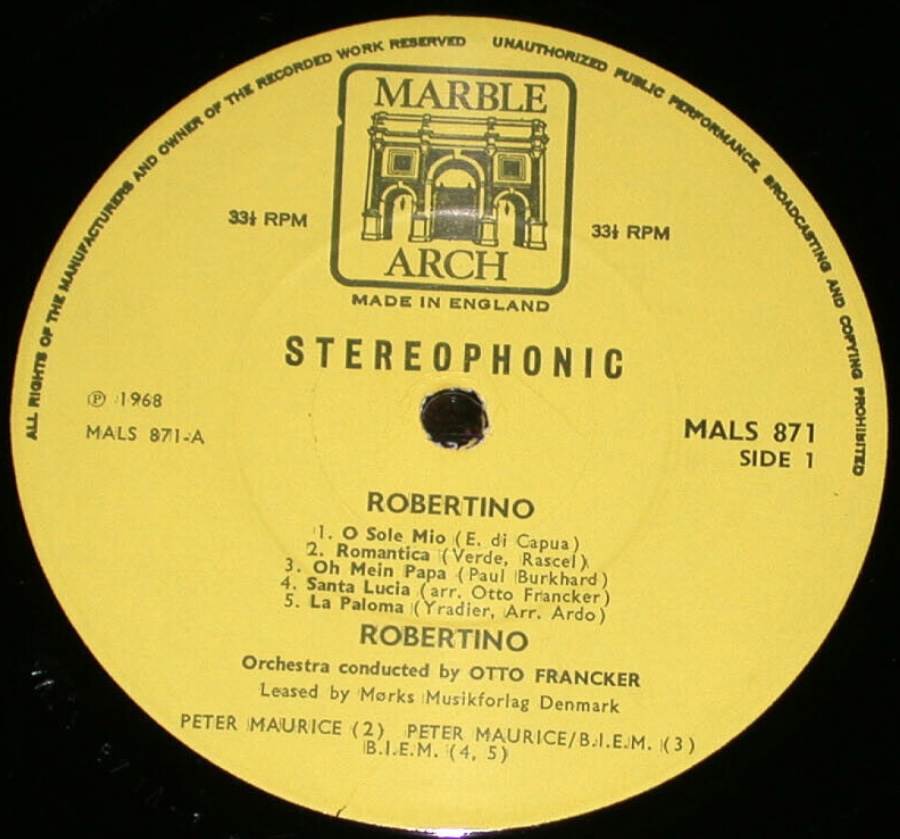 ALL RIGHTS OF THE MANUFACTURERS AND OWNER OF THE RECORDED WORK RESERVED UNAUTHORIZED PUBLIC PERFORMANCE, BROADCASTING AND COPYING PROHIBITED
MARBLE
ARCH
33⅓ RPM
33⅓ RPM
MADE IN ENGLAND
STEREOPHONIC
℗ 1968
MALS 871-A
MALS 871
SIDE 1
ROBERTINO
1. O Sole Mio (E. di Capua)
2. Romantica (Verde, Rascel)
3. Oh Mein Papa (Paul Burkhard)
4. Santa Lucia (arr. Otto Francker)
5. La Paloma (Yradier, Arr. Ardo)
ROBERTINO
Orchestra conducted by OTTO FRANCKER
Leased by Mørks Musikforlag Denmark
PETER MAURICE (2) PETER MAURICE/B.I.E.M. (3)
B.I.E.M. (4, 5)